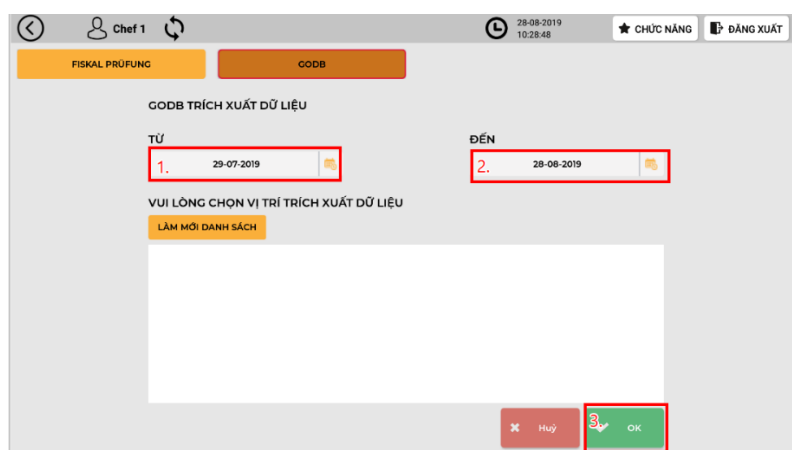 Chef 1
28-08-2019
10:28:48
CHỨC NĂNG
ĐĂNG XUẤT
FISKAL PRÜFUNG
GODB
GODB TRÍCH XUẤT DỮ LIỆU
TỪ
ĐẾN
1. 29-07-2019
2. 28-08-2019
VUI LÒNG CHỌN VỊ TRÍ TRÍCH XUẤT DỮ LIỆU
LÀM MỚI DANH SÁCH
Huỷ
3. OK